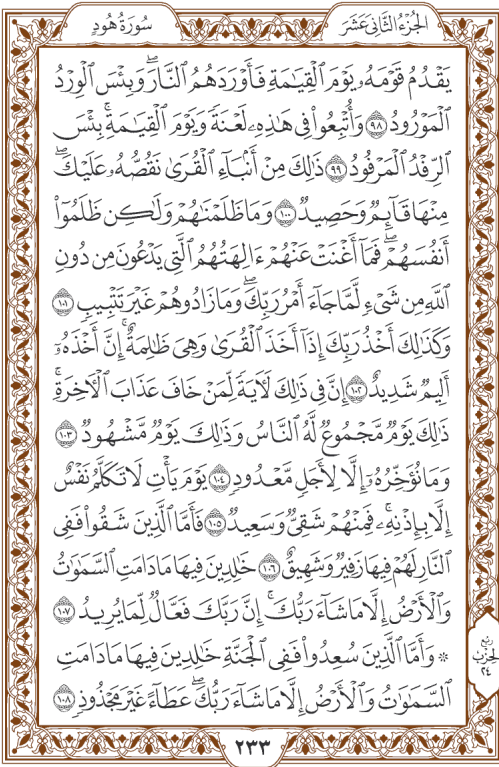 الجُزْءُ الثَّانِي عَشَرَ
سُورَةُ هُودٍ
يَقْدُمُ قَوْمَهُۥ يَوْمَ ٱلْقِيَٰمَةِ فَأَوْرَدَهُمُ ٱلنَّارَۖ وَبِئْسَ ٱلْوِرْدُ
ٱلْمَوْرُودُ ٩٨ وَأُتْبِعُوا۟ فِى هَٰذِهِۦ لَعْنَةً وَيَوْمَ ٱلْقِيَٰمَةِۚ بِئْسَ
ٱلرِّفْدُ ٱلْمَرْفُودُ ٩٩ ذَٰلِكَ مِنْ أَنۢبَآءِ ٱلْقُرَىٰ نَقُصُّهُۥ عَلَيْكَۖ
مِنْهَا قَآئِمٌ وَحَصِيدٌ ١٠٠ وَمَا ظَلَمْنَٰهُمْ وَلَٰكِن ظَلَمُوٓا۟
أَنفُسَهُمْۖ فَمَآ أَغْنَتْ عَنْهُمْ ءَالِهَتُهُمُ ٱلَّتِى يَدْعُونَ مِن دُونِ
ٱللَّهِ مِن شَىْءٍ لَّمَّا جَآءَ أَمْرُ رَبِّكَۖ وَمَا زَادُوهُمْ غَيْرَ تَتْبِيبٍ ١٠١
وَكَذَٰلِكَ أَخْذُ رَبِّكَ إِذَآ أَخَذَ ٱلْقُرَىٰ وَهِىَ ظَٰلِمَةٌۚ إِنَّ أَخْذَهُۥٓ
أَلِيمٌ شَدِيدٌ ١٠٢ إِنَّ فِى ذَٰلِكَ لَءَايَةً لِّمَنْ خَافَ عَذَابَ ٱلْءَاخِرَةِۚ
ذَٰلِكَ يَوْمٌ مَّجْمُوعٌ لَّهُ ٱلنَّاسُ وَذَٰلِكَ يَوْمٌ مَّشْهُودٌ ١٠٣
وَمَا نُؤَخِّرُهُۥٓ إِلَّا لِأَجَلٍ مَّعْدُودٍ ١٠٤ يَوْمَ يَأْتِ لَا تَكَلَّمُ نَفْسٌ
إِلَّا بِإِذْنِهِۦۚ فَمِنْهُمْ شَقِىٌّ وَسَعِيدٌ ١٠٥ فَأَمَّا ٱلَّذِينَ شَقُوا۟ فَفِى
ٱلنَّارِ لَهُمْ فِيهَا زَفِيرٌ وَشَهِيقٌ ١٠٦ خَٰلِدِينَ فِيهَا مَا دَامَتِ ٱلسَّمَٰوَٰتُ
وَٱلْأَرْضُ إِلَّا مَا شَآءَ رَبُّكَۚ إِنَّ رَبَّكَ فَعَّالٌ لِّمَا يُرِيدُ ١٠٧
۞ وَأَمَّا ٱلَّذِينَ سُعِدُوا۟ فَفِى ٱلْجَنَّةِ خَٰلِدِينَ فِيهَا مَا دَامَتِ
ٱلسَّمَٰوَٰتُ وَٱلْأَرْضُ إِلَّا مَا شَآءَ رَبُّكَۖ عَطَآءً غَيْرَ مَجْذُوذٍ ١٠٨
ربع
الحزب
٢٤
٢٣٣